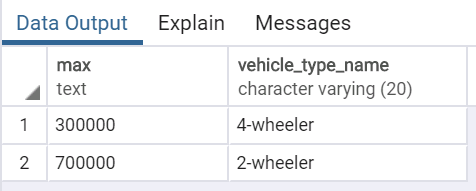 Data Output Explain Messages
max vehicle_type_name
text character varying (20)
1 300000 4-wheeler
2 700000 2-wheeler